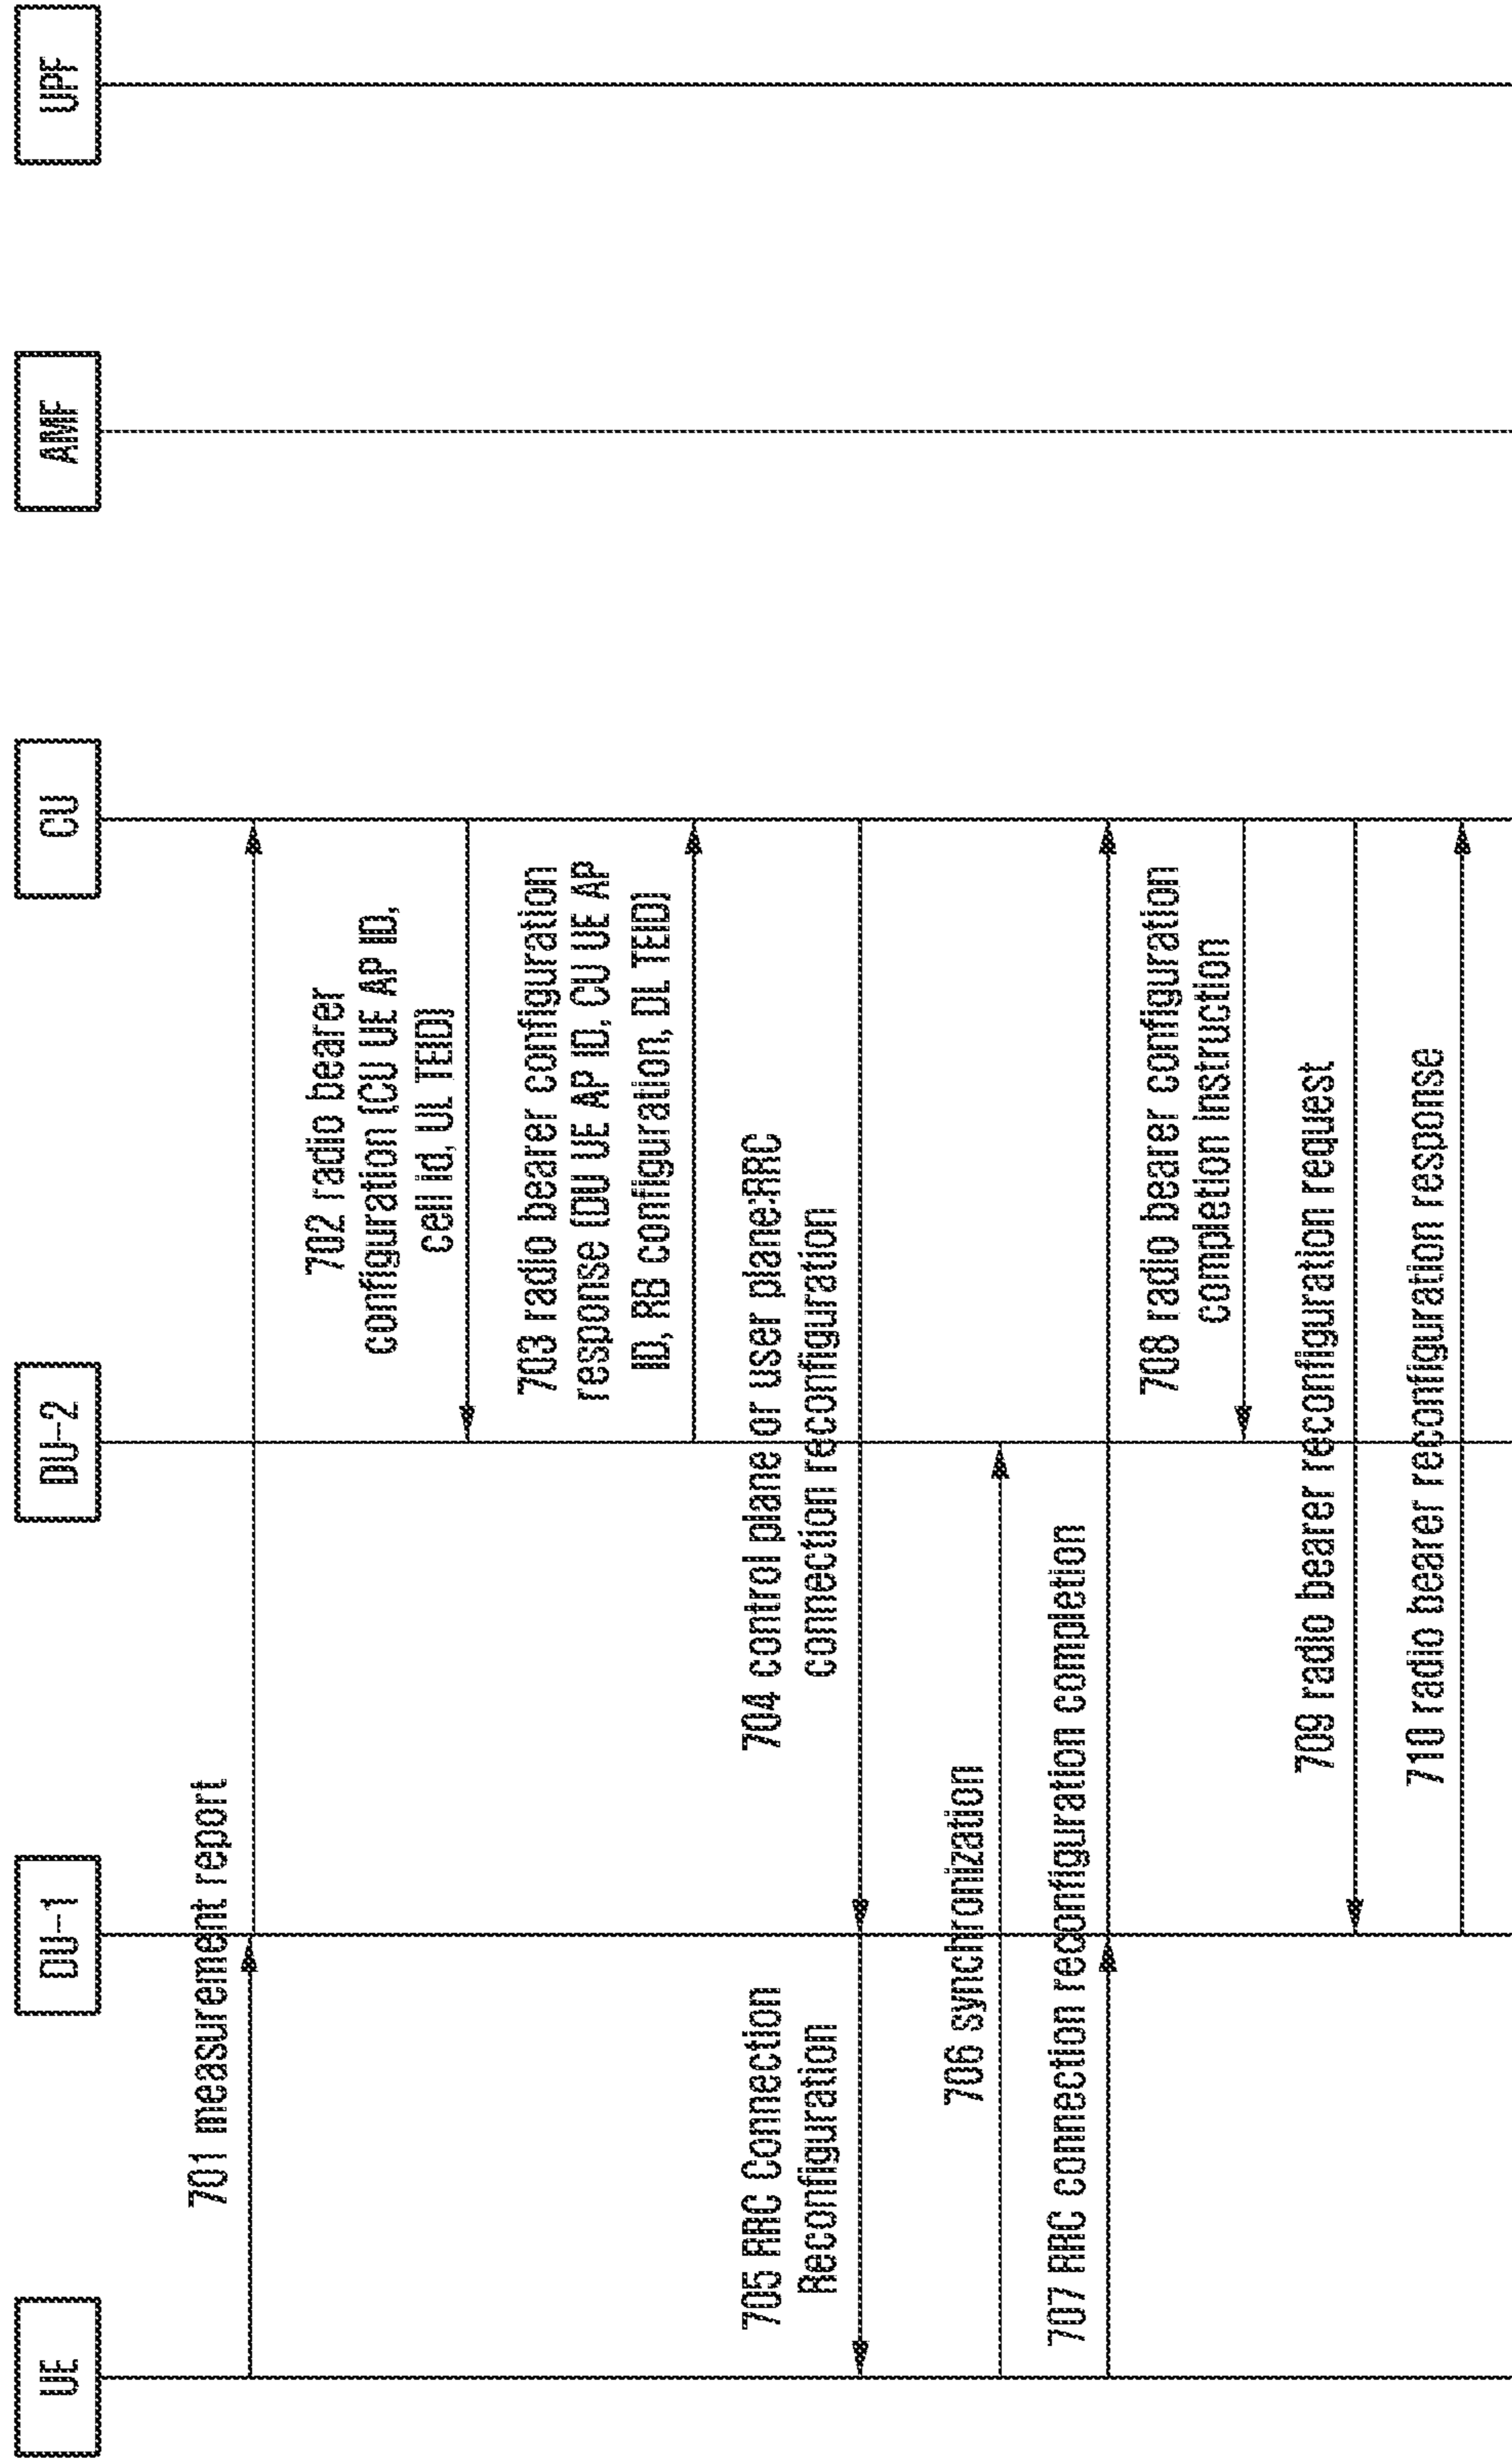 UE
DU-1
DU-2
CU
AMF
UPF
701 measurement report
702 radio bearer
configuration (CU UE AP ID,
cell id, UL TEID)
703 radio bearer configuration
response (DU UE AP ID, CU UE AP
ID, RB configuration, DL TEID)
704 control plane or user plane:RRC
connection reconfiguration
705 RRC Connection
Reconfiguration
706 synchronization
707 RRC connection reconfiguration completion
708 radio bearer configuration
completion instruction
709 radio bearer reconfiguration request
710 radio bearer reconfiguration response